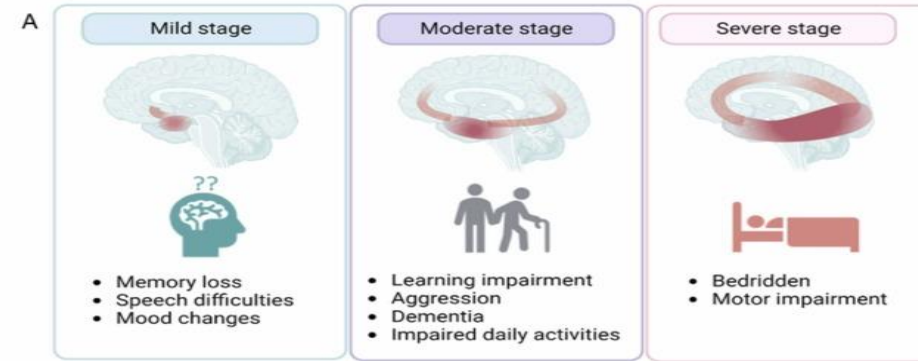 A
Mild stage
??
• Memory loss
• Speech difficulties
• Mood changes
Moderate stage
• Learning impairment
• Aggression
• Dementia
• Impaired daily activities
Severe stage
• Bedridden
• Motor impairment